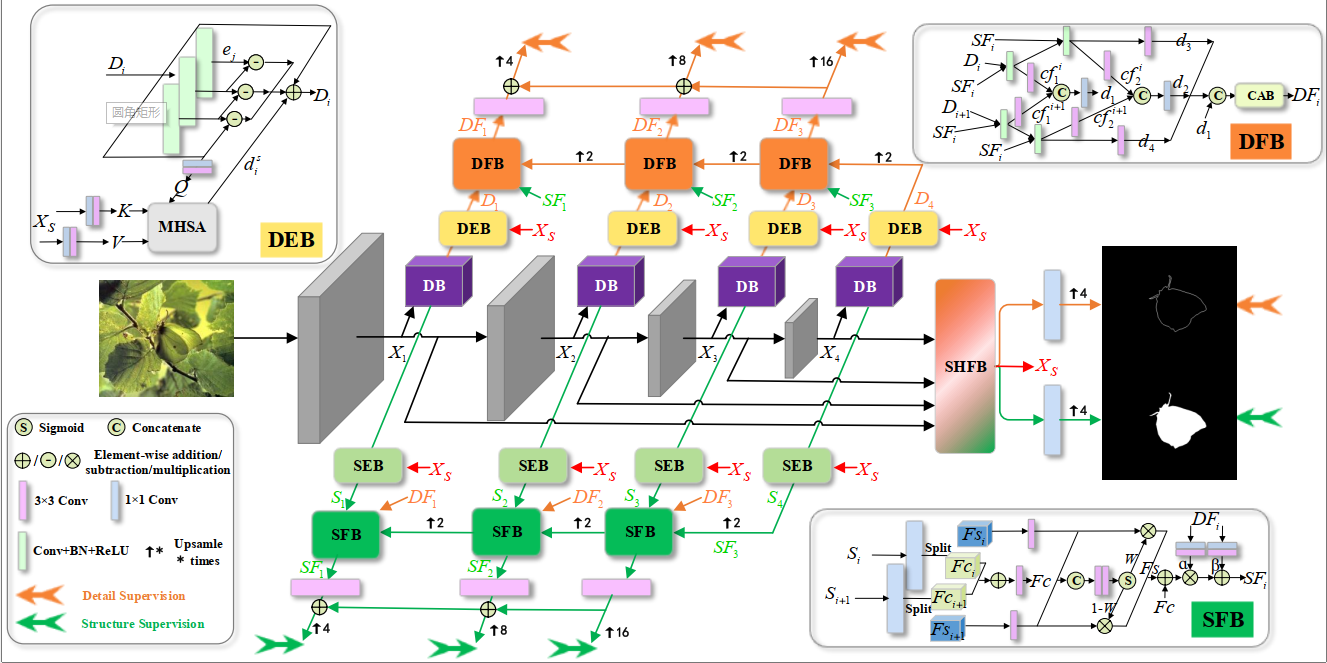 D_i
e_j
圆角矩形
D_i
d_i^s
Q
X_S
K
V
MHSA
DEB
↑4
↑8
↑16
DF_1
DF_2
DF_3
DFB
↑2
DFB
↑2
DFB
↑2
SF_1
SF_2
SF_3
D_1
D_2
D_3
D_4
DEB
X_S
DEB
X_S
DEB
X_S
DEB
X_S
SF_i
D_i
SF_i
D_{i+1}
SF_i
SF_i
cf_1^i
cf_1^{i+1}
cf_2^i
cf_2^{i+1}
C
d_1
C
d_3
d_2
d_4
C
d_1
CAB
DF_i
DFB
DB
DB
DB
DB
X_1
X_2
X_3
X_4
SHFB
X_S
↑4
↑4
S Sigmoid
C Concatenate
Element-wise addition/
subtraction/multiplication
3×3 Conv
1×1 Conv
Conv+BN+ReLU
↑* Upsamle
* times
Detail Supervision
Structure Supervision
SEB
X_S
SEB
X_S
SEB
X_S
SEB
X_S
S_1
DF_1
S_2
DF_2
S_3
DF_3
S_4
SFB
↑2
SFB
↑2
SFB
↑2
SF_3
SF_1
SF_2
↑4
↑8
↑16
S_i
S_{i+1}
Split
Split
Fs_i
Fc_i
Fc_{i+1}
Fs_{i+1}
Fc
C
S
W
1-W
Fs
Fc
DF_i
α
β
SF_i
SFB